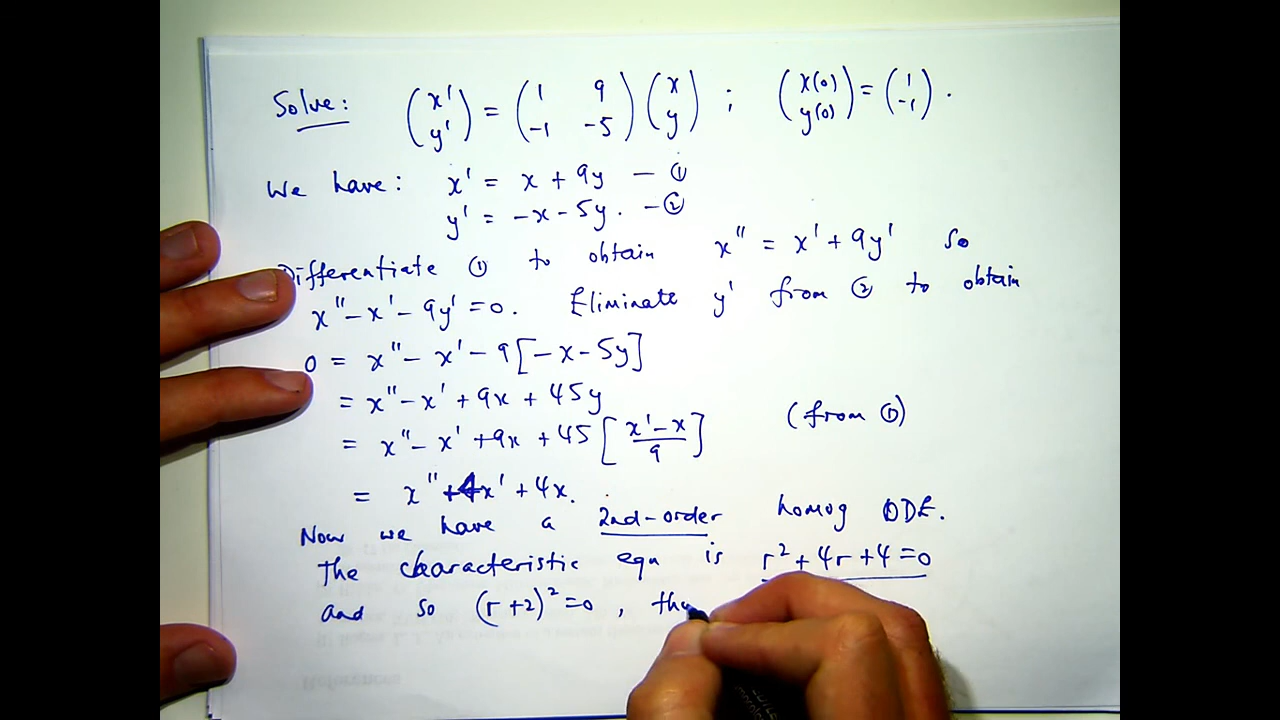 Solve: (x' y') = (1 9 -1 -5) (x y) ; (x(0) y(0)) = (1 -1).
We have: x' = x + 9y — ①
y' = -x - 5y. — ②
Differentiate ① to obtain x'' = x' + 9y' so
x'' - x' - 9y' = 0. Eliminate y' from ② to obtain
0 = x'' - x' - 9[-x - 5y]
= x'' - x' + 9x + 45y
= x'' - x' + 9x + 45 [(x' - x)/9] (from ①)
= x'' + 4x' + 4x.
Now we have a 2nd-order homog ODE.
The characteristic eqn is r² + 4r + 4 = 0
and so (r + 2)² = 0 ,